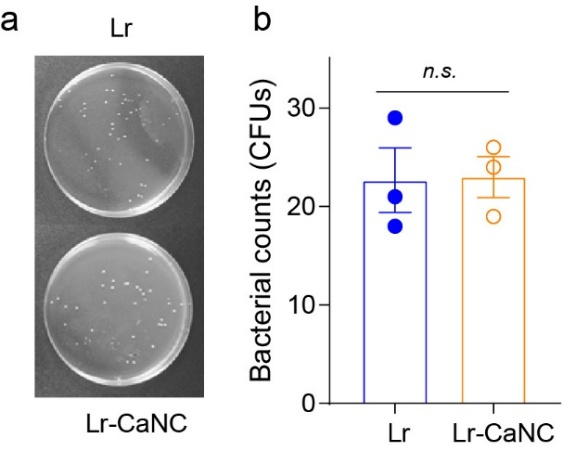 a
Lr
Lr-CaNC
b
n.s.
Bacterial counts (CFUs)
30
20
10
0
Lr
Lr-CaNC